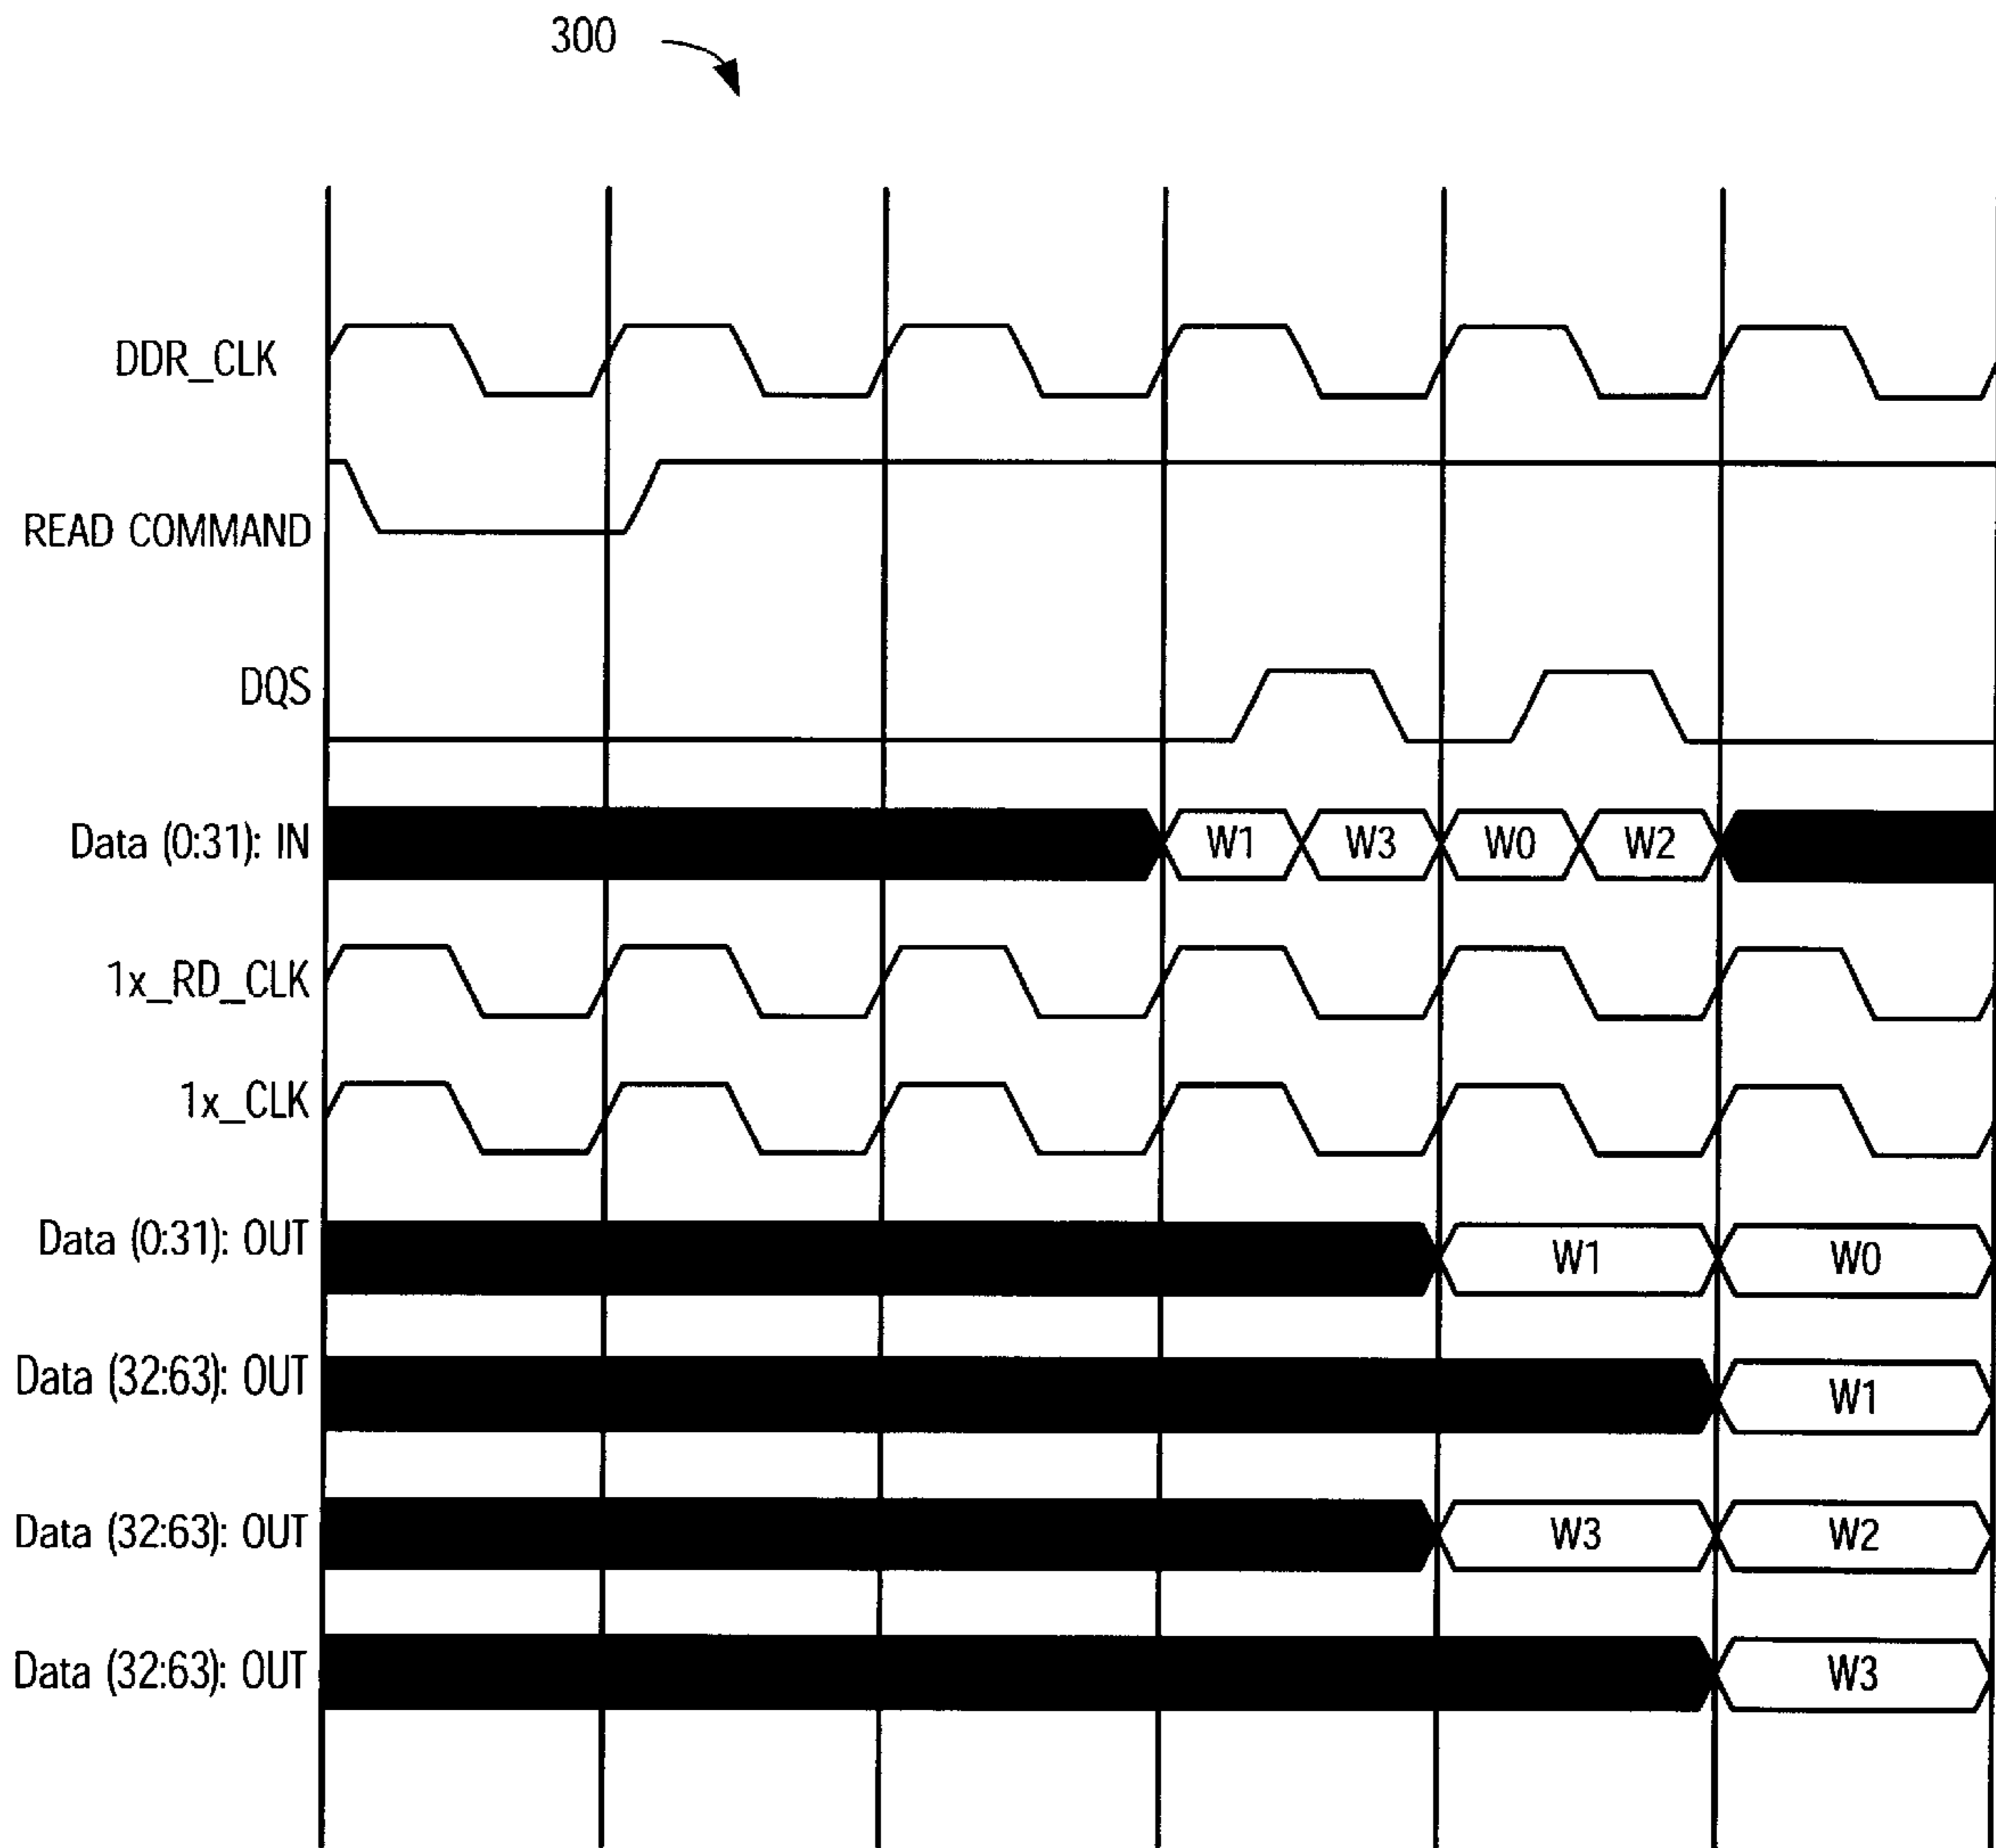 300
DDR_CLK
READ COMMAND
DQS
Data (0:31): IN W1 W3 W0 W2
1x_RD_CLK
1x_CLK
Data (0:31): OUT W1 W0
Data (32:63): OUT W1
Data (32:63): OUT W3 W2
Data (32:63): OUT W3